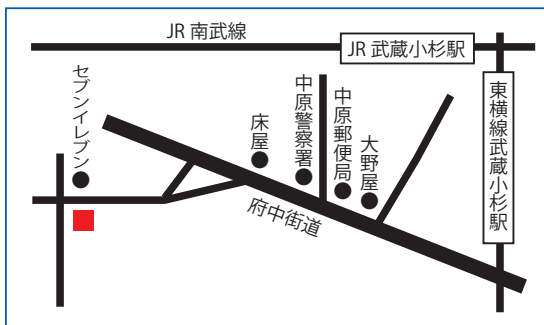 JR 南武線
JR 武蔵小杉駅
セブンイレブン
床屋
中原警察署
中原郵便局
大野屋
東横線武蔵小杉駅
府中街道